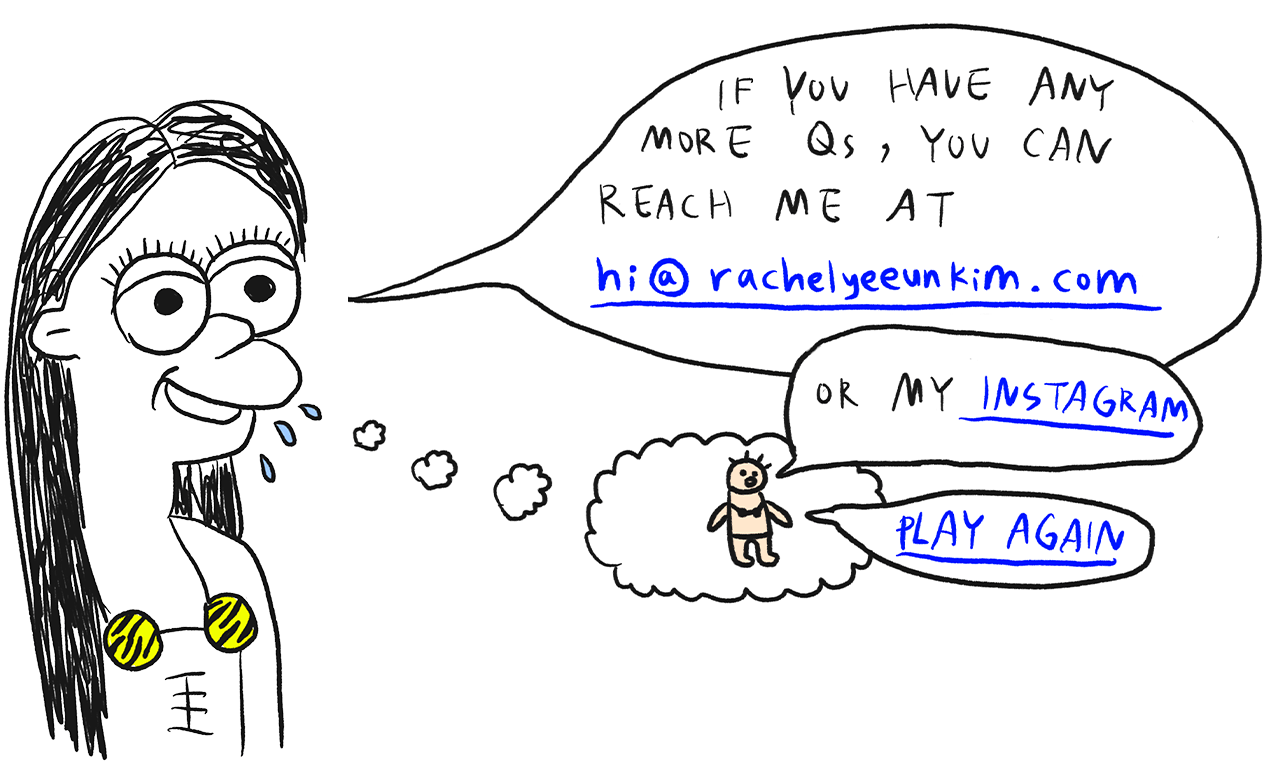 IF YOU HAVE ANY
MORE Qs, YOU CAN
REACH ME AT
hi@rachelyeeunkim.com
OR MY INSTAGRAM
PLAY AGAIN